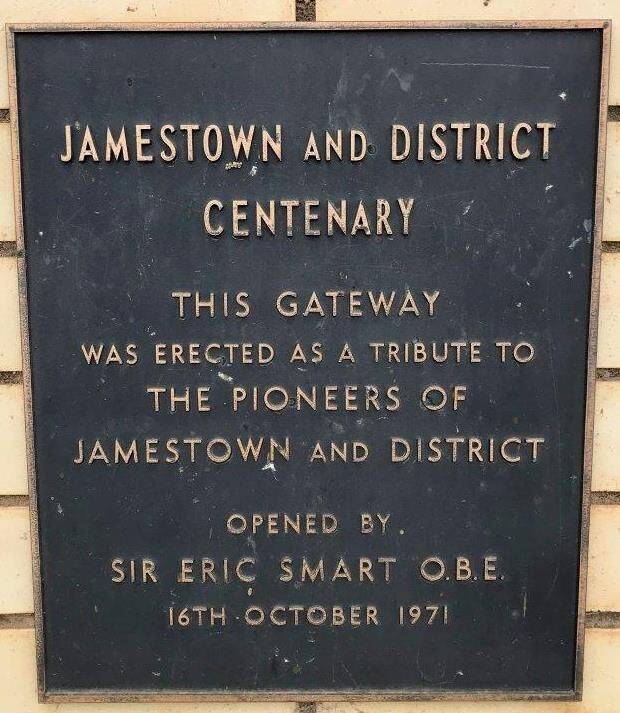 JAMESTOWN AND DISTRICT
CENTENARY
THIS GATEWAY
WAS ERECTED AS A TRIBUTE TO
THE PIONEERS OF
JAMESTOWN AND DISTRICT
OPENED BY.
SIR ERIC SMART O.B.E.
16TH OCTOBER 1971